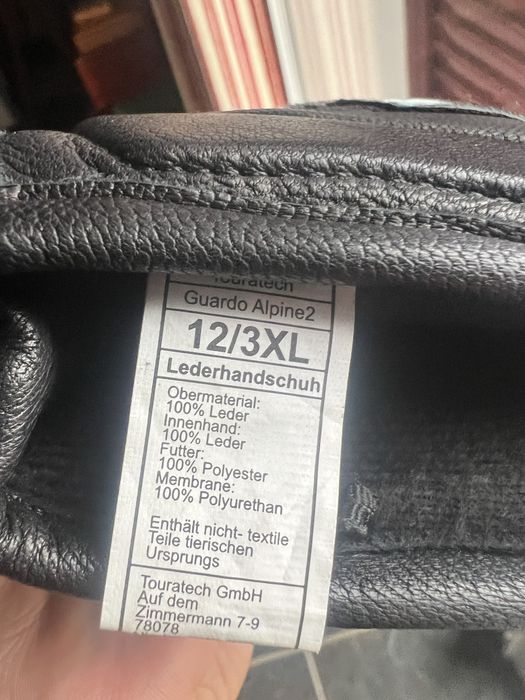 Touratech
Guardo Alpine2
12/3XL
Lederhandschuh
Obermaterial:
100% Leder
Innenhand:
100% Leder
Futter:
100% Polyester
Membrane:
100% Polyurethan
Enthält nicht- textile
Teile tierischen
Ursprungs
Touratech GmbH
Auf dem
Zimmermann 7-9
78078